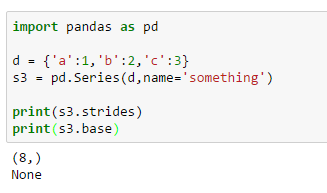 import pandas as pd
d = {'a':1,'b':2,'c':3}
s3 = pd.Series(d,name='something')
print(s3.strides)
print(s3.base)
(8,)
None